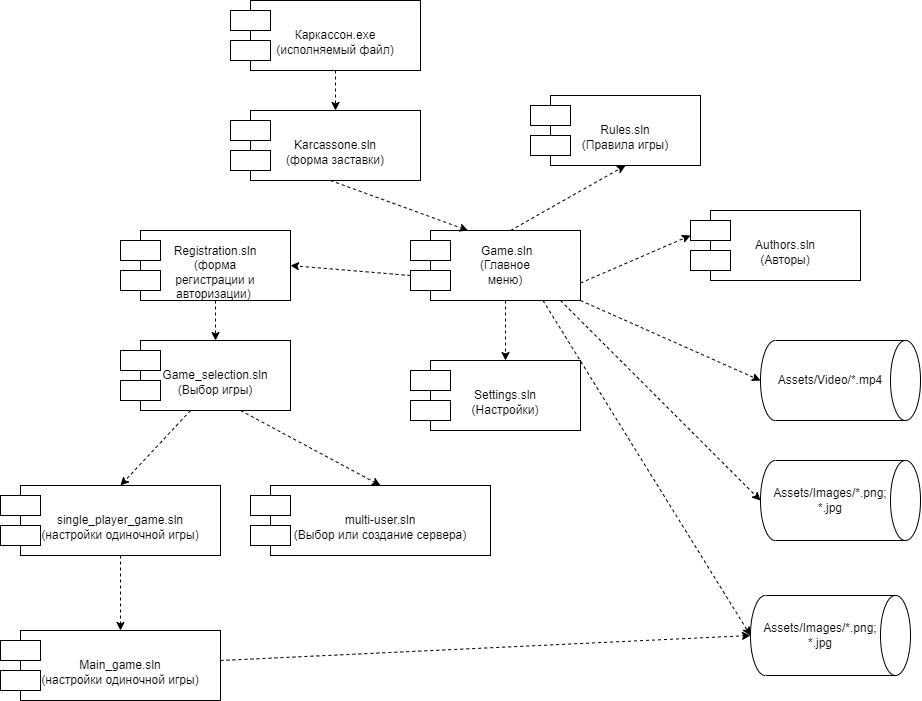 Каркассон.exe
(исполняемый файл)
Karcassone.sln
(форма заставки)
Rules.sln
(Правила игры)
Authors.sln
(Авторы)
Game.sln
(Главное
меню)
Registration.sln
(форма
регистрации и
авторизации)
Game_selection.sln
(Выбор игры)
Settings.sln
(Настройки)
Assets/Video/*.mp4
Assets/Images/*.png;
*.jpg
single_player_game.sln
(настройки одиночной игры)
multi-user.sln
(Выбор или создание сервера)
Assets/Images/*.png;
*.jpg
Main_game.sln
(настройки одиночной игры)